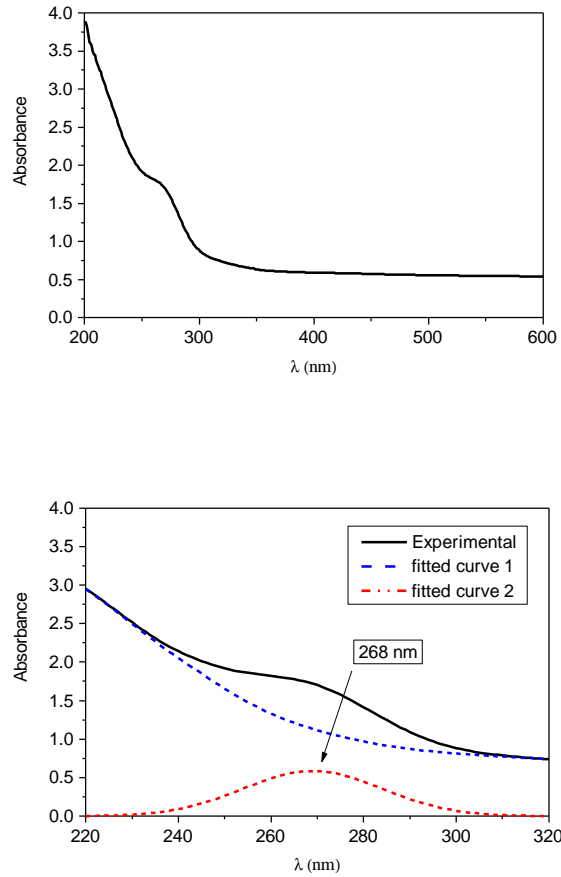 4.0
3.5
3.0
2.5
2.0
1.5
1.0
0.5
0.0
Absorbance
200 300 400 500 600
λ (nm)
4.0
3.5
3.0
2.5
2.0
1.5
1.0
0.5
0.0
Absorbance
Experimental
fitted curve 1
fitted curve 2
268 nm
220 240 260 280 300 320
λ (nm)